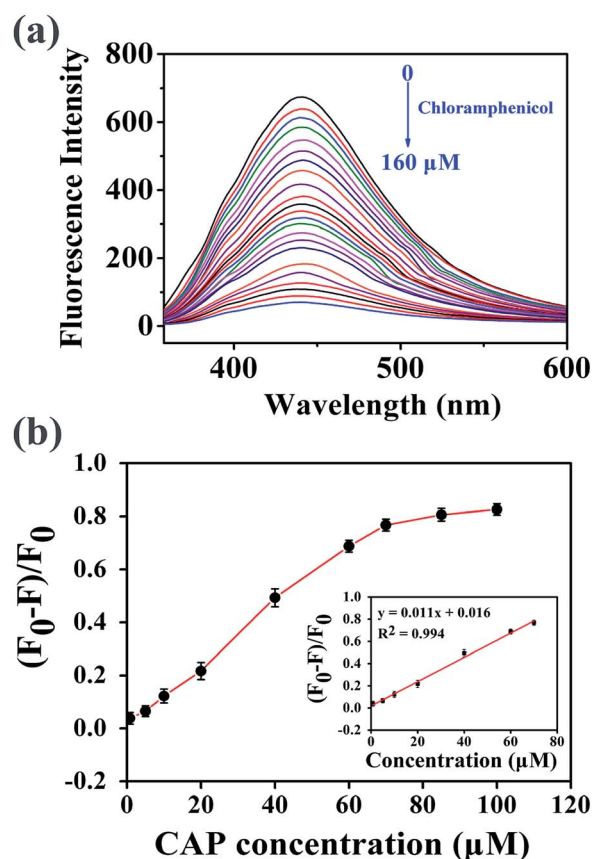 (a)
800
600
400
200
0
Fluorescence Intensity
0
Chloramphenicol
160 µM
400
500
600
Wavelength (nm)
(b)
1.0
0.8
0.6
0.4
0.2
0.0
-0.2
(F0-F)/F0
0
20
40
60
80
100
120
CAP concentration (µM)
y = 0.011x + 0.016
R2 = 0.994
1.0
0.8
0.6
0.4
0.2
0.0
-0.2
(F0-F)/F0
0
20
40
60
80
Concentration (µM)